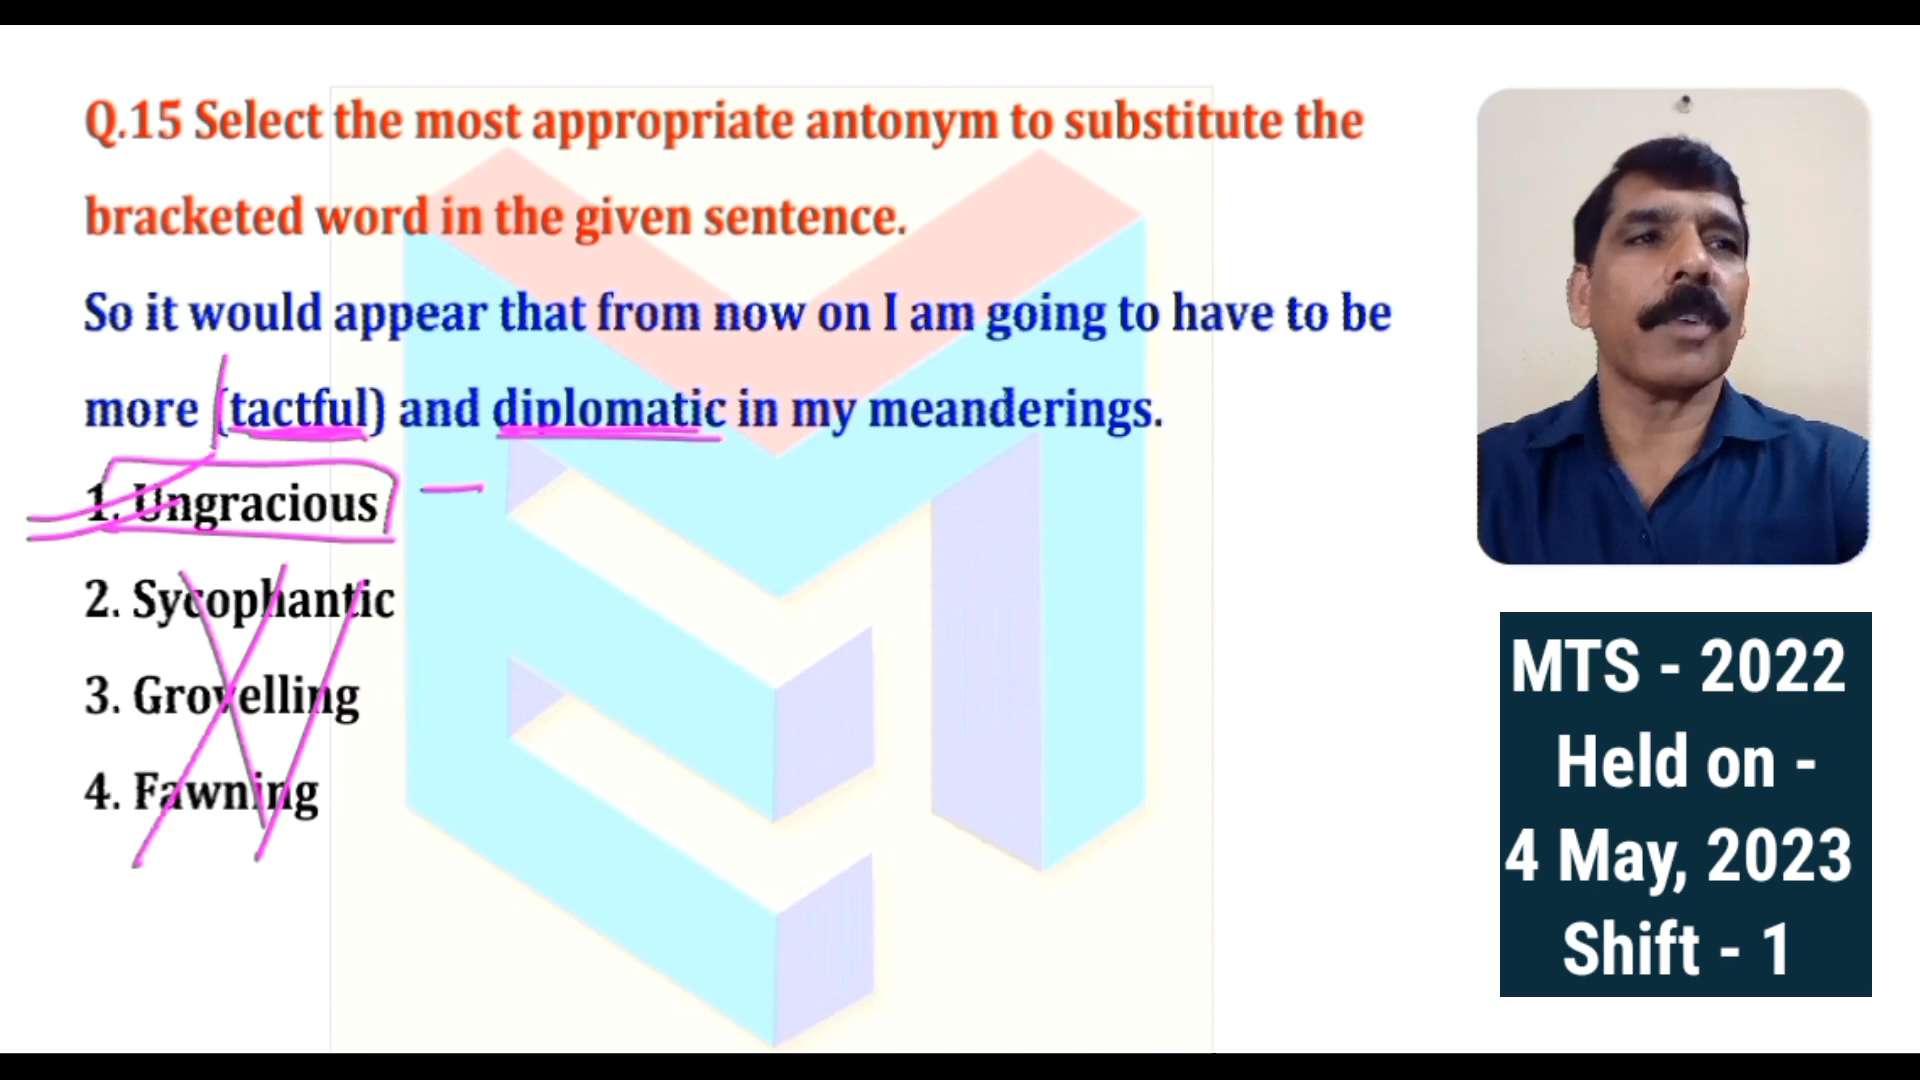 Q.15 Select the most appropriate antonym to substitute the
bracketed word in the given sentence.
So it would appear that from now on I am going to have to be
more (tactful) and diplomatic in my meanderings.
1. Ungracious
2. Sycophantic
3. Grovelling
4. Fawning
MTS - 2022
Held on -
4 May, 2023
Shift - 1